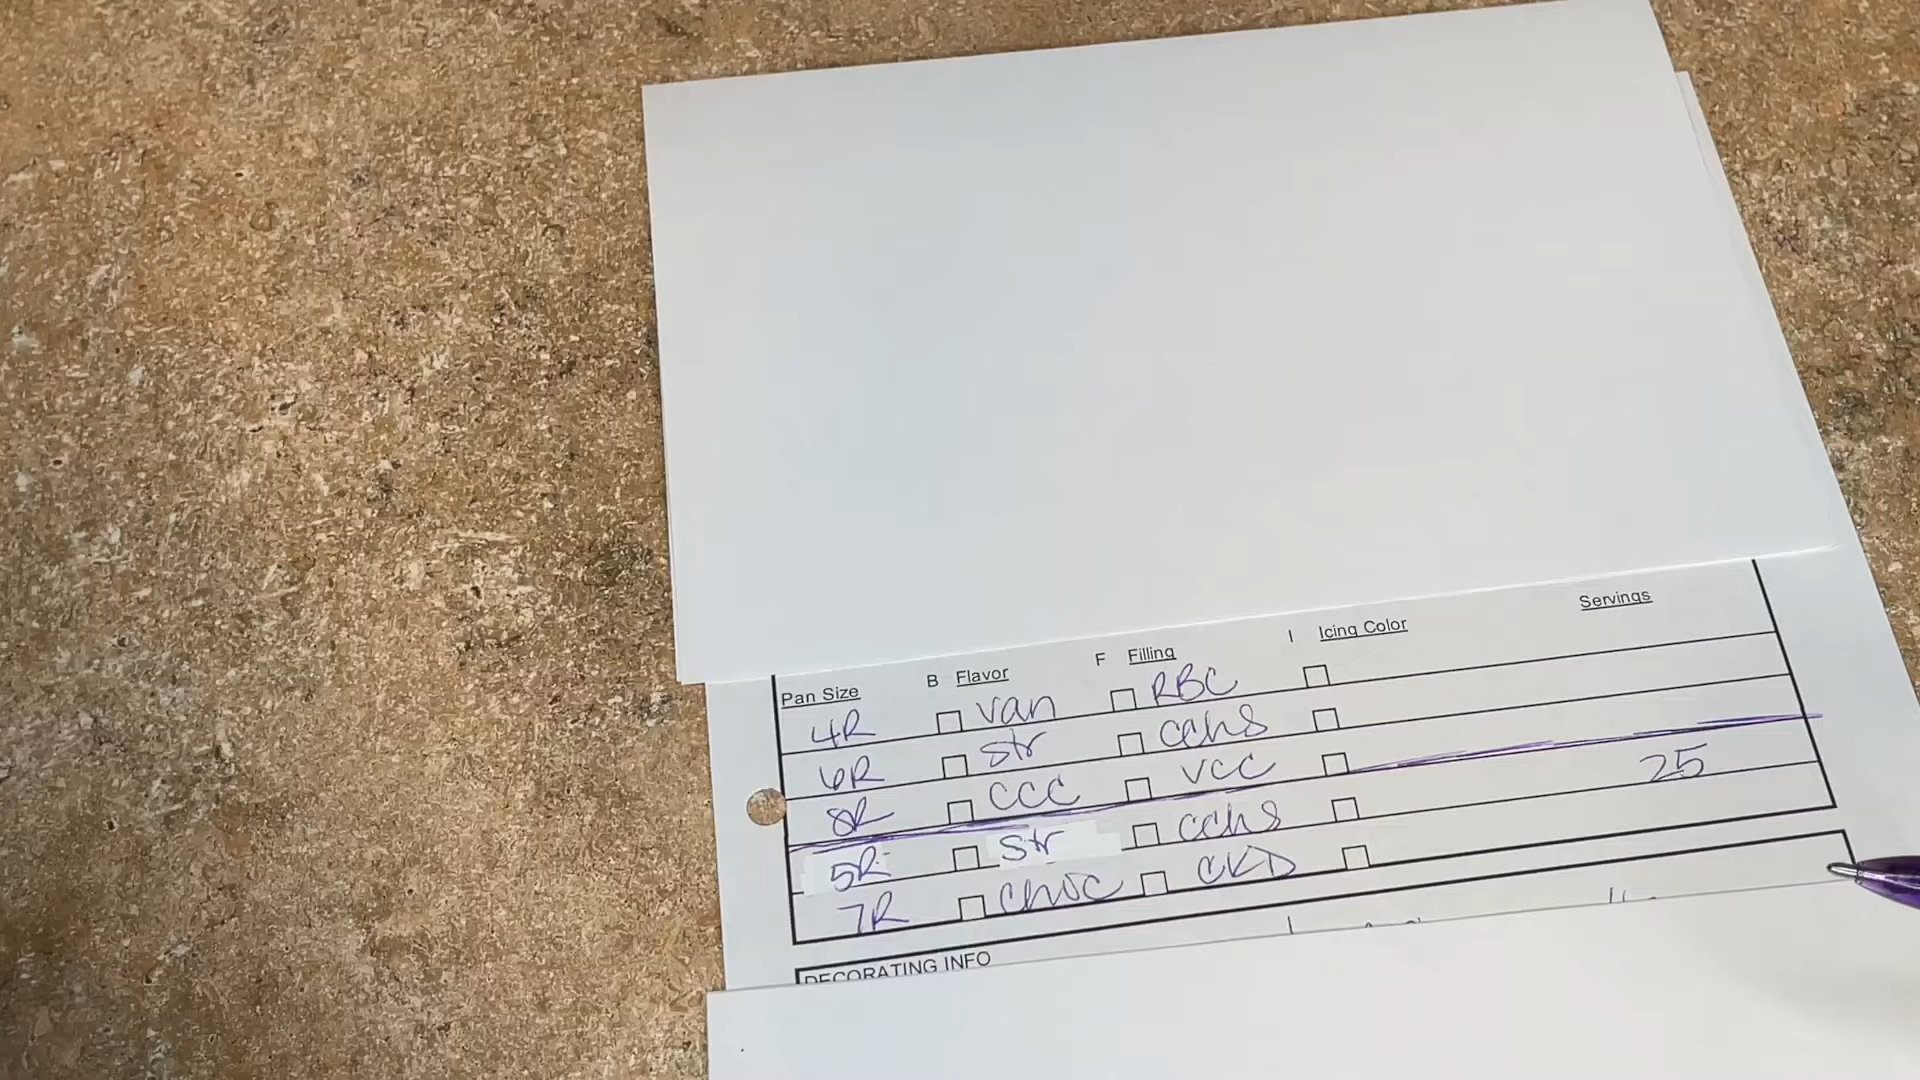 Pan Size B Flavor F Filling I Icing Color Servings
4R van RBC
6R str cchs
8R CCC VCC
5R str cchs 25
7R choc CKD
DECORATING INFO